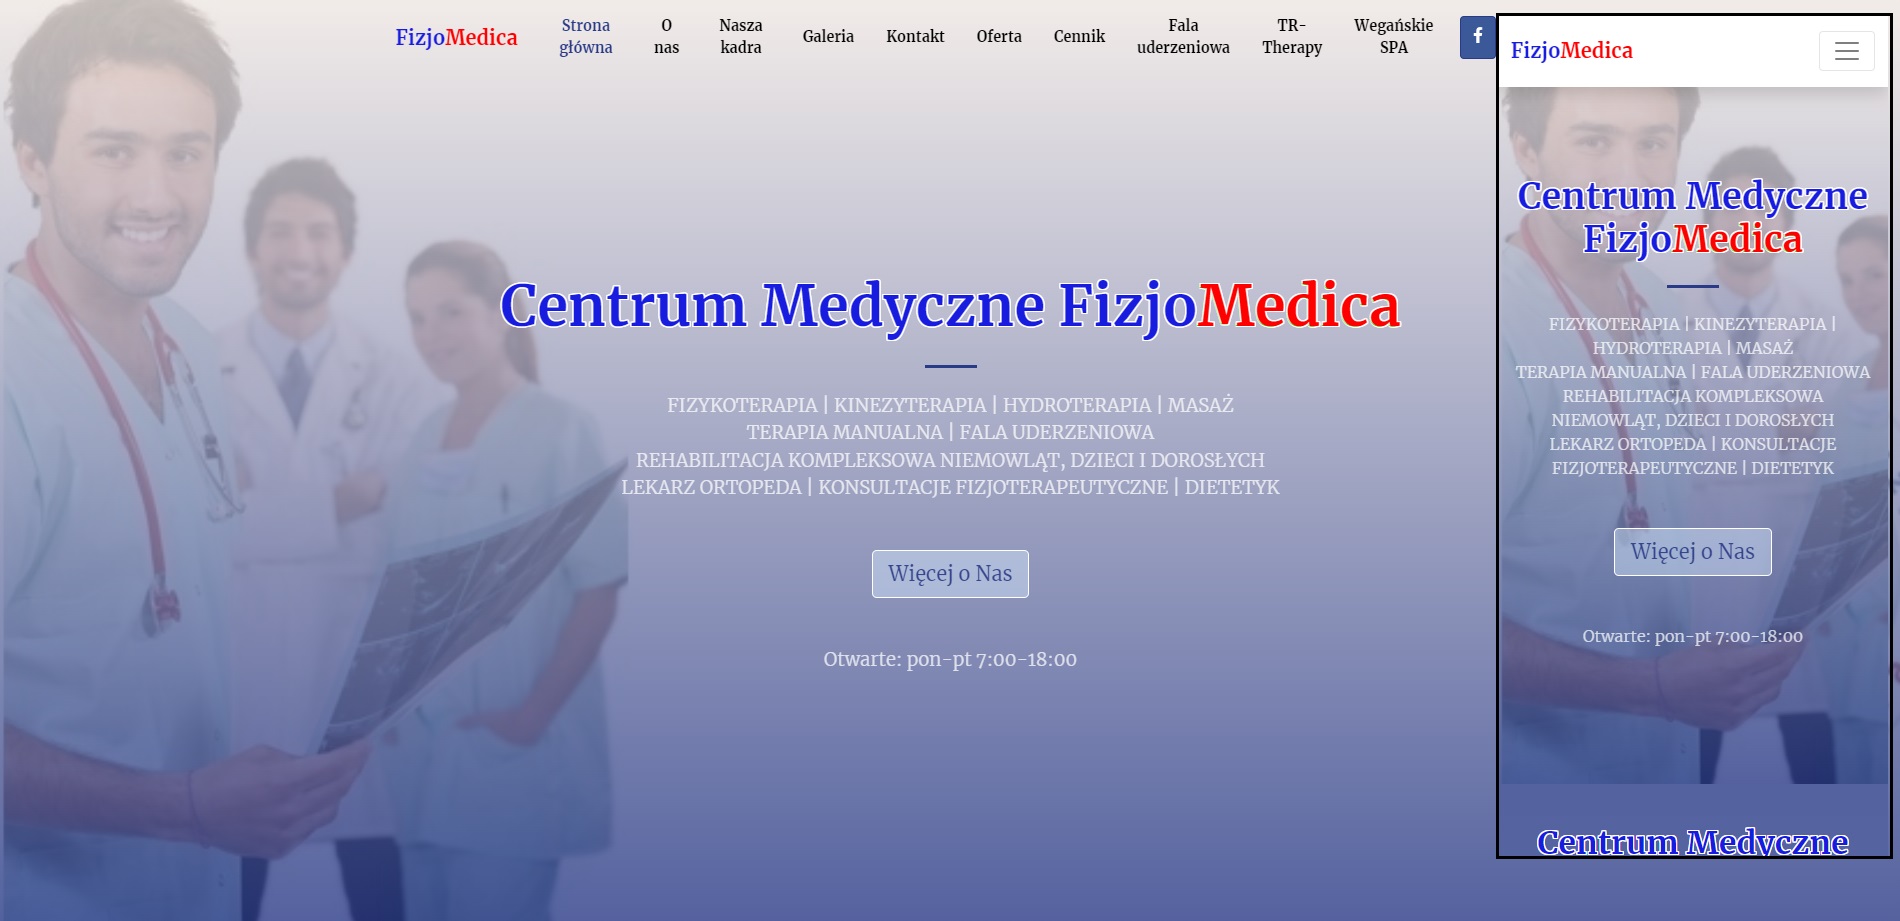 FizjoMedica
Strona
główna
O
nas
Nasza
kadra
Galeria
Kontakt
Oferta
Cennik
Fala
uderzeniowa
TR-
Therapy
Wegańskie
SPA
Centrum Medyczne FizjoMedica
FIZYKOTERAPIA | KINEZYTERAPIA | HYDROTERAPIA | MASAŻ
TERAPIA MANUALNA | FALA UDERZENIOWA
REHABILITACJA KOMPLEKSOWA NIEMOWLĄT, DZIECI I DOROSŁYCH
LEKARZ ORTOPEDA | KONSULTACJE FIZJOTERAPEUTYCZNE | DIETETYK
Więcej o Nas
Otwarte: pon-pt 7:00-18:00
FizjoMedica
Centrum Medyczne
FizjoMedica
FIZYKOTERAPIA | KINEZYTERAPIA |
HYDROTERAPIA | MASAŻ
TERAPIA MANUALNA | FALA UDERZENIOWA
REHABILITACJA KOMPLEKSOWA
NIEMOWLĄT, DZIECI I DOROSŁYCH
LEKARZ ORTOPEDA | KONSULTACJE
FIZJOTERAPEUTYCZNE | DIETETYK
Więcej o Nas
Otwarte: pon-pt 7:00-18:00
Centrum Medyczne